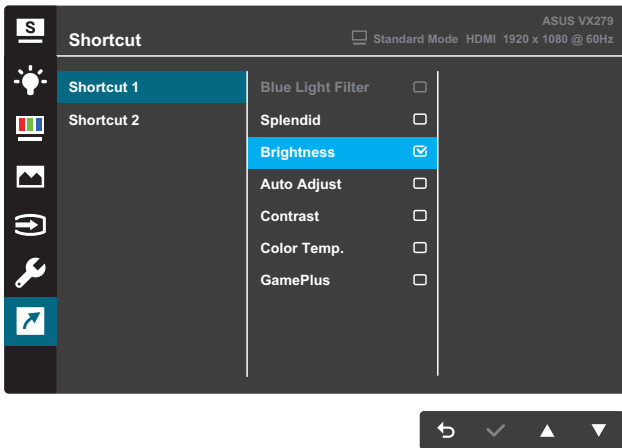 S
ASUS VX279
Shortcut
Standard Mode HDMI 1920 x 1080 @ 60Hz
Shortcut 1
Shortcut 2
Blue Light Filter
Splendid
Brightness
Auto Adjust
Contrast
Color Temp.
GamePlus